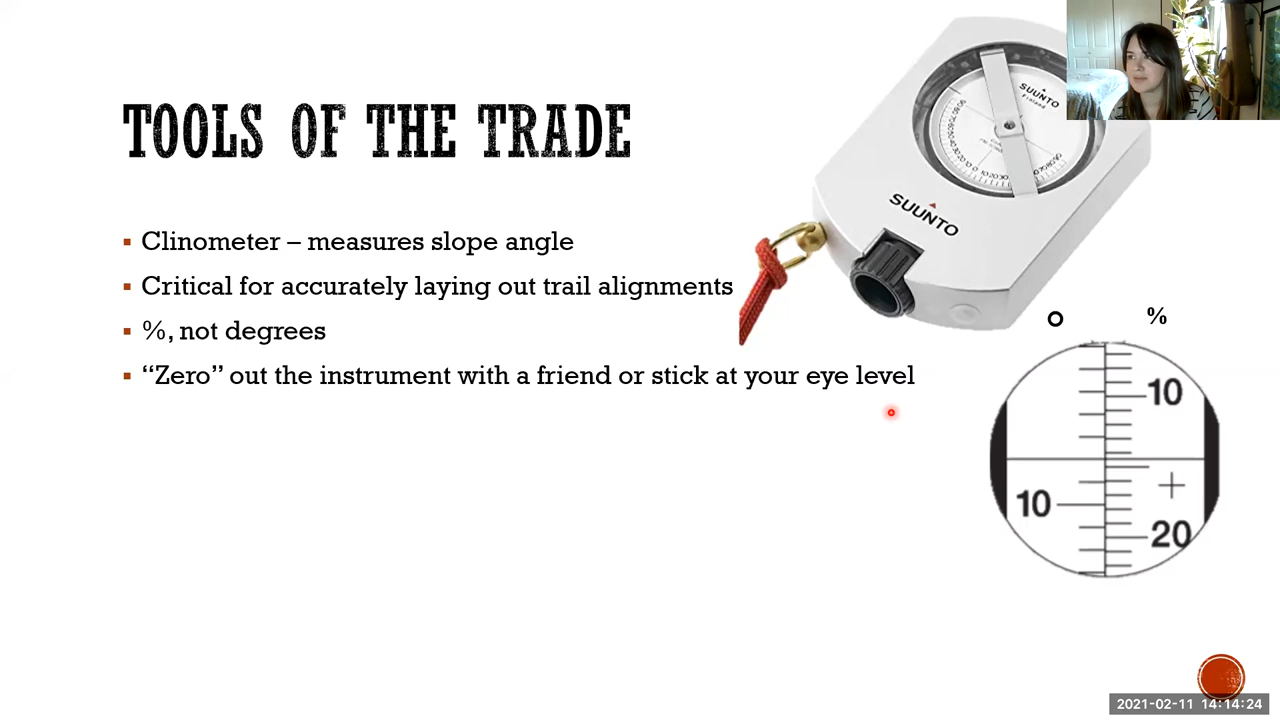 TOOLS OF THE TRADE
▪ Clinometer – measures slope angle
▪ Critical for accurately laying out trail alignments
▪ %, not degrees
▪ “Zero” out the instrument with a friend or stick at your eye level
SUUNTO
Finland
SUUNTO
%
10
10
+
20
2021-02-11 14:14:24